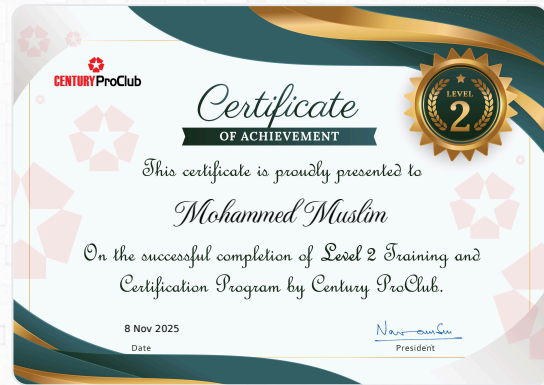 CENTURY ProClub
LEVEL
2
Certificate
OF ACHIEVEMENT
This certificate is proudly presented to
Mohammed Muslim
On the successful completion of Level 2 Training and
Certification Program by Century ProClub.
8 Nov 2025
Date
President